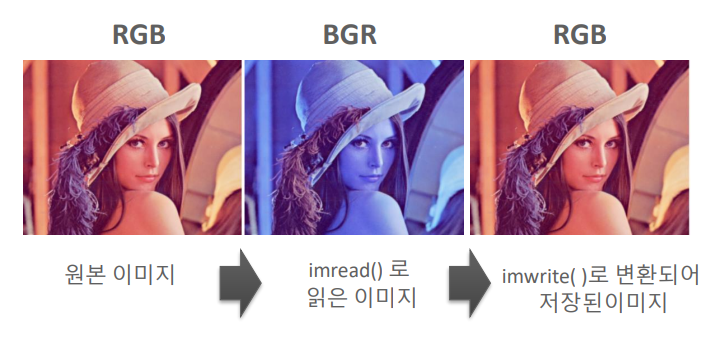 RGB
BGR
RGB
원본 이미지
imread() 로
읽은 이미지
imwrite( )로 변환되어
저장된이미지